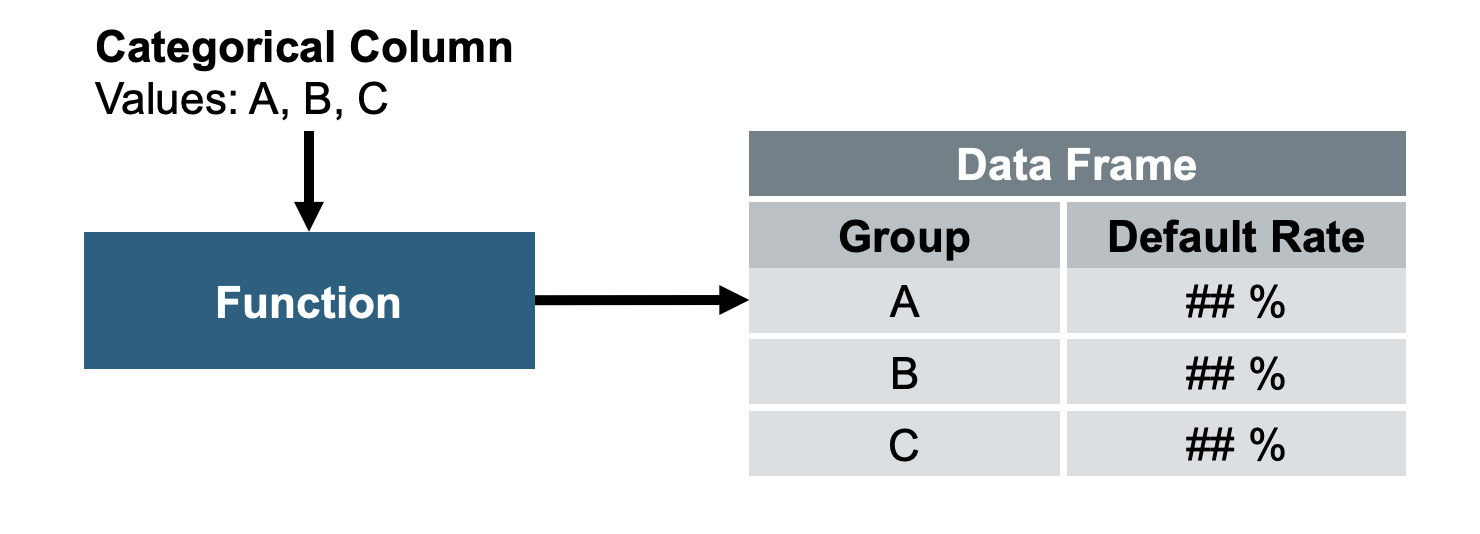 Categorical Column
Values: A, B, C
Function
Data Frame
Group Default Rate
A ## %
B ## %
C ## %